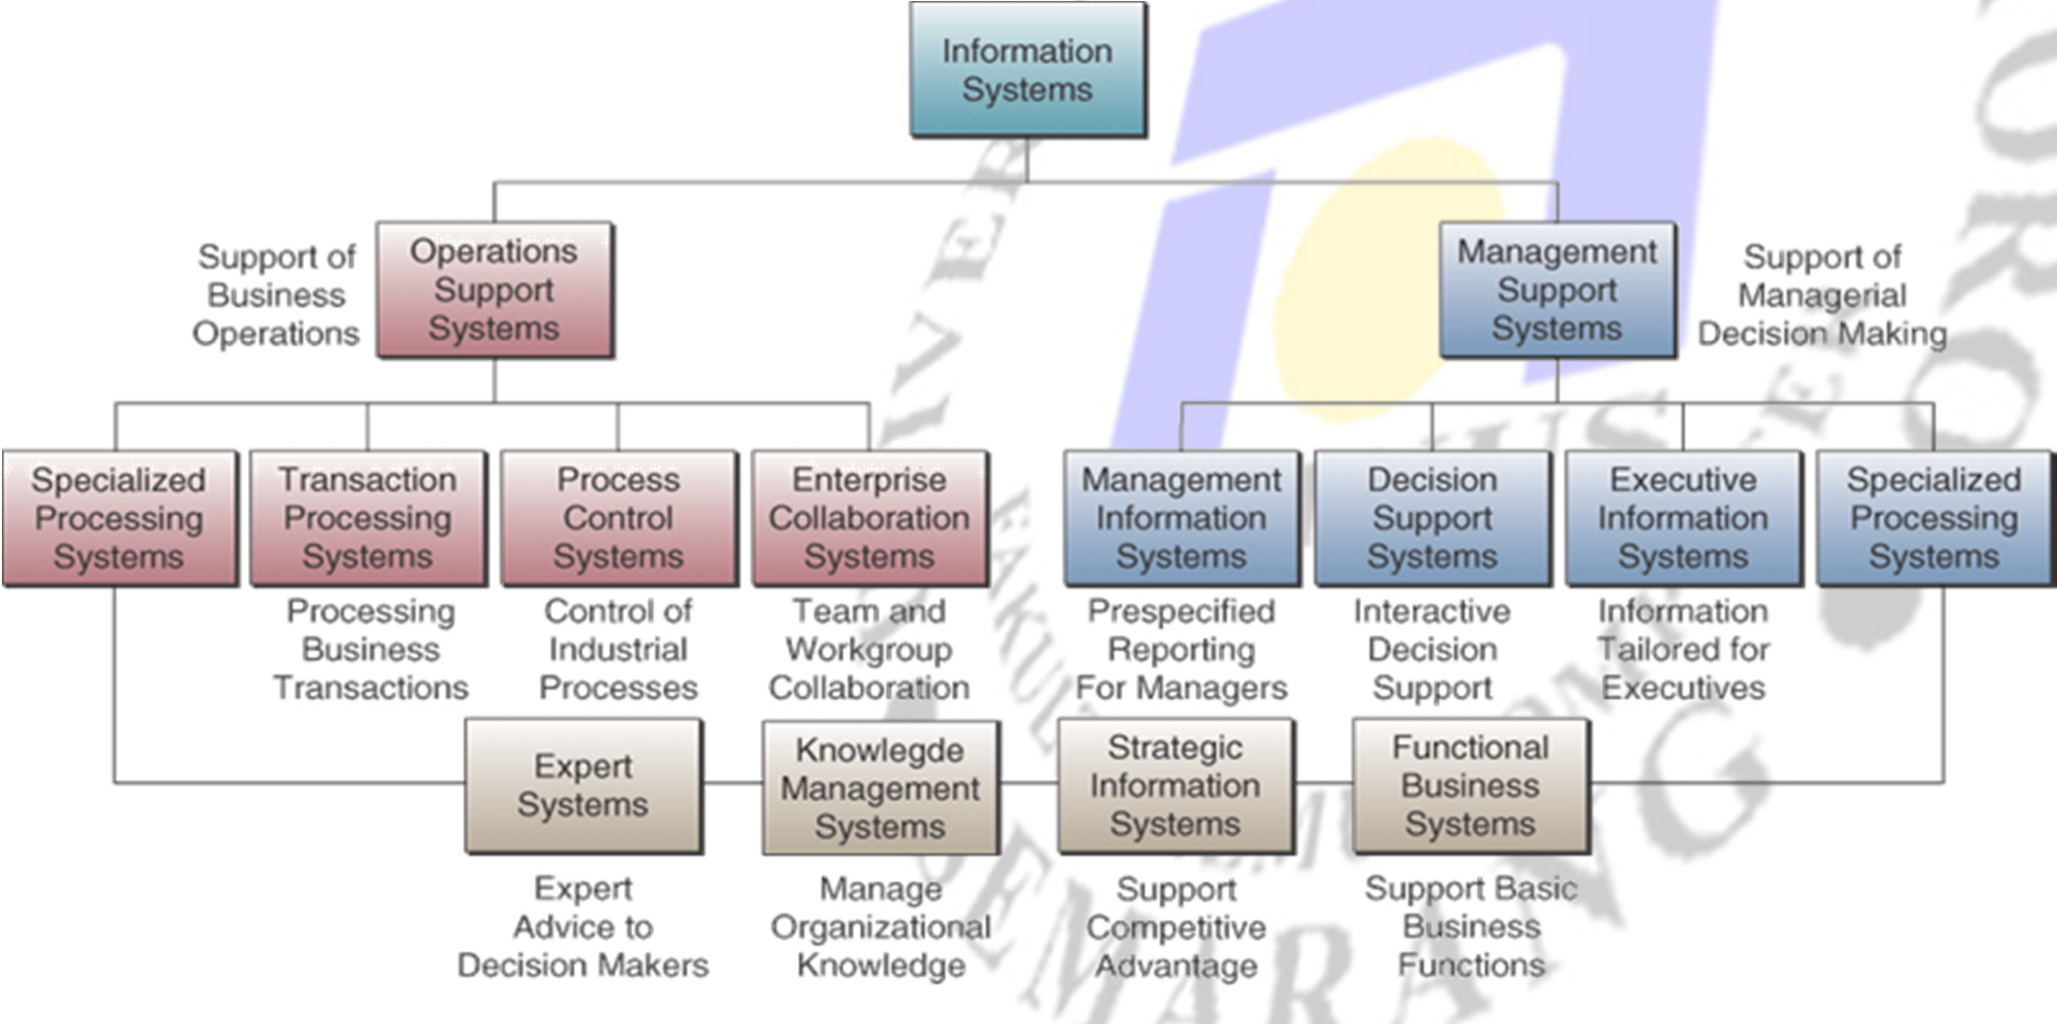 Information
Systems
Support of
Business
Operations
Operations
Support
Systems
Management
Support
Systems
Support of
Managerial
Decision Making
Specialized
Processing
Systems
Transaction
Processing
Systems
Process
Control
Systems
Enterprise
Collaboration
Systems
Management
Information
Systems
Decision
Support
Systems
Executive
Information
Systems
Specialized
Processing
Systems
Processing
Business
Transactions
Control of
Industrial
Processes
Team and
Workgroup
Collaboration
Prespecified
Reporting
For Managers
Interactive
Decision
Support
Information
Tailored for
Executives
Expert
Systems
Knowlegde
Management
Systems
Strategic
Information
Systems
Functional
Business
Systems
Expert
Advice to
Decision Makers
Manage
Organizational
Knowledge
Support
Competitive
Advantage
Support Basic
Business
Functions
SEMARANG